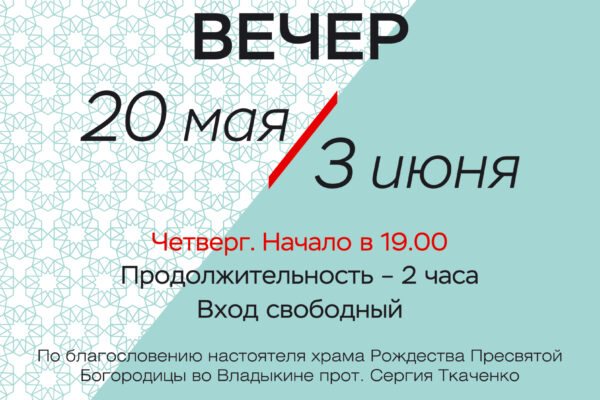 ВЕЧЕР
20 мая
3 июня
Четверг. Начало в 19.00
Продолжительность – 2 часа
Вход свободный
По благословению настоятеля храма Рождества Пресвятой
Богородицы во Владыкине прот. Сергия Ткаченко